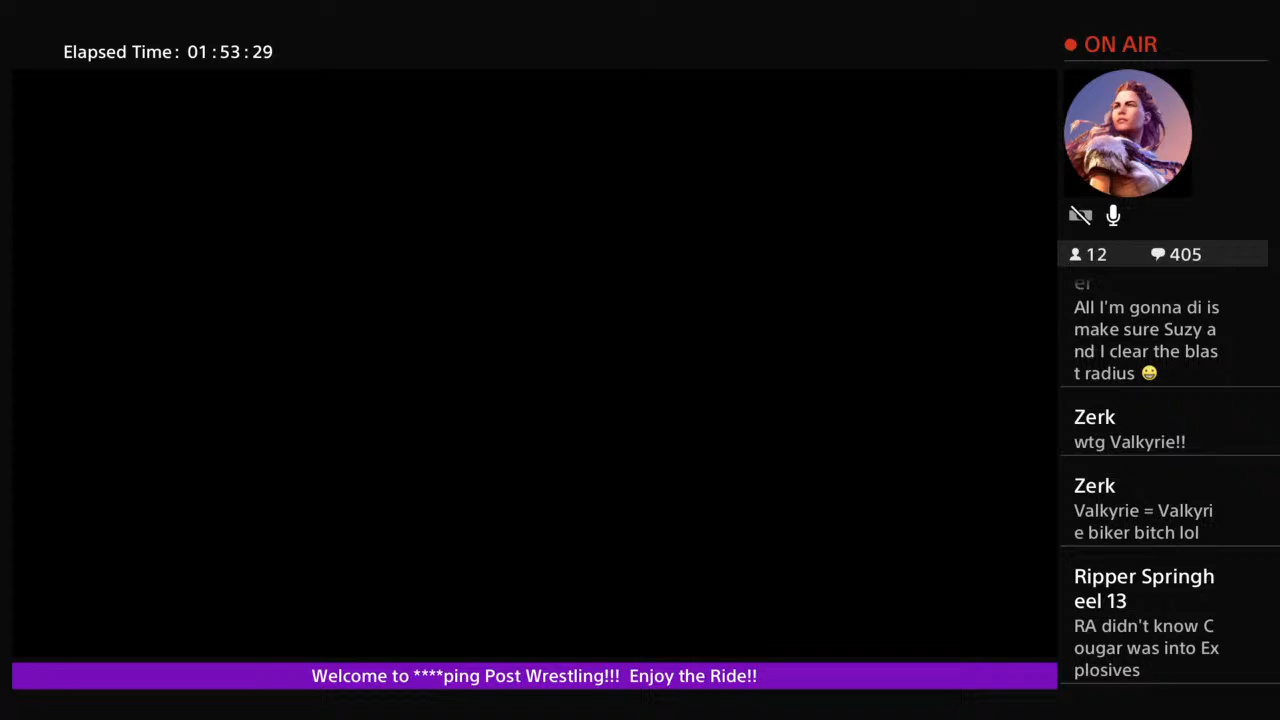 Elapsed Time: 01:53:29
ON AIR
12 405
er
All I'm gonna di is
make sure Suzy a
nd I clear the blas
t radius 😀
Zerk
wtg Valkyrie!!
Zerk
Valkyrie = Valkyri
e biker bitch lol
Ripper Springh
eel 13
RA didn't know C
ougar was into Ex
plosives
Welcome to ****ping Post Wrestling!!! Enjoy the Ride!!